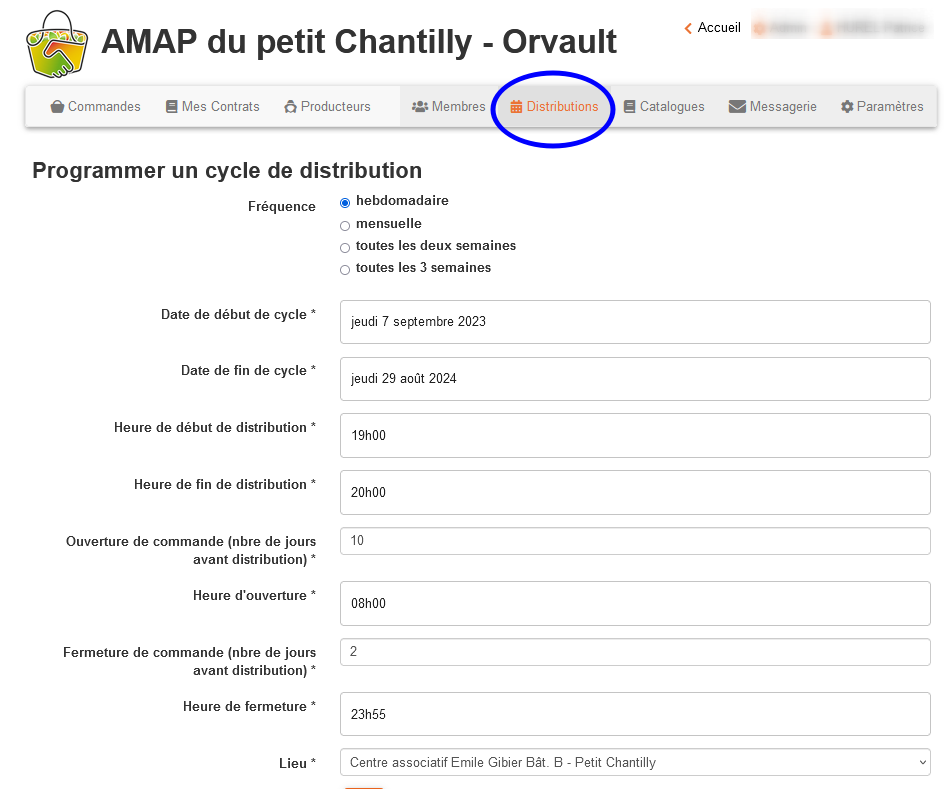 AMAP du petit Chantilly - Orvault
Accueil
Commandes Mes Contrats Producteurs Membres Distributions Catalogues Messagerie Paramètres
Programmer un cycle de distribution
Fréquence
hebdomadaire
mensuelle
toutes les deux semaines
toutes les 3 semaines
Date de début de cycle *
jeudi 7 septembre 2023
Date de fin de cycle *
jeudi 29 août 2024
Heure de début de distribution *
19h00
Heure de fin de distribution *
20h00
Ouverture de commande (nbre de jours
avant distribution) *
10
Heure d'ouverture *
08h00
Fermeture de commande (nbre de jours
avant distribution) *
2
Heure de fermeture *
23h55
Lieu *
Centre associatif Emile Gibier Bât. B - Petit Chantilly